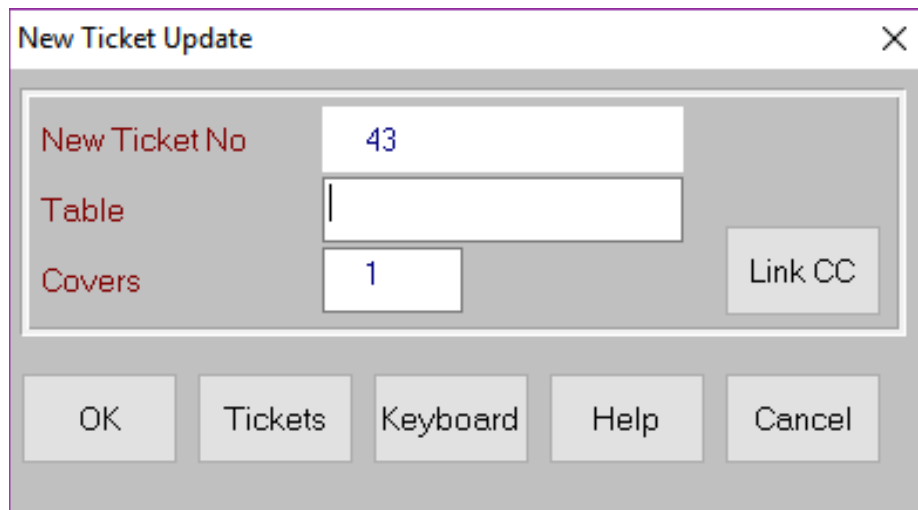 New Ticket Update
New Ticket No 43
Table
Covers 1
Link CC
OK Tickets Keyboard Help Cancel